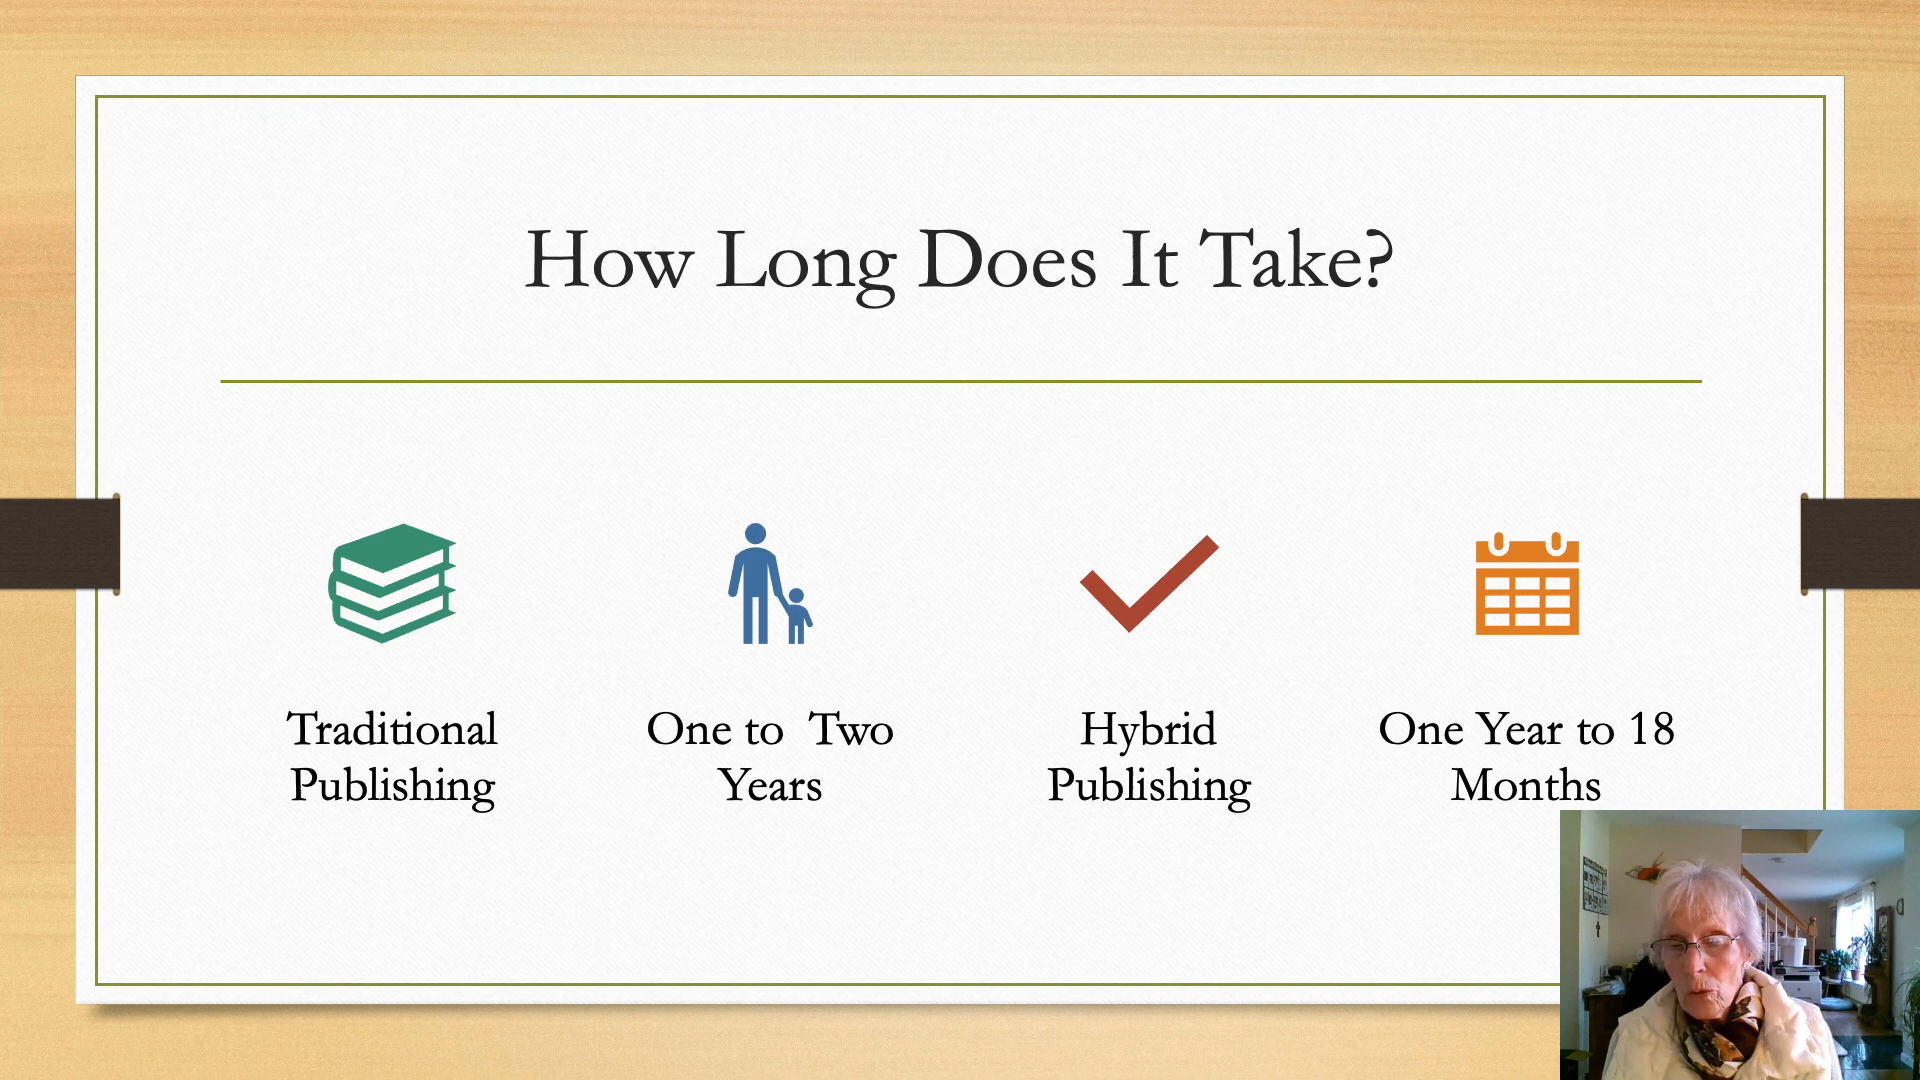 How Long Does It Take?
Traditional
Publishing
One to  Two
Years
Hybrid
Publishing
One Year to 18
Months